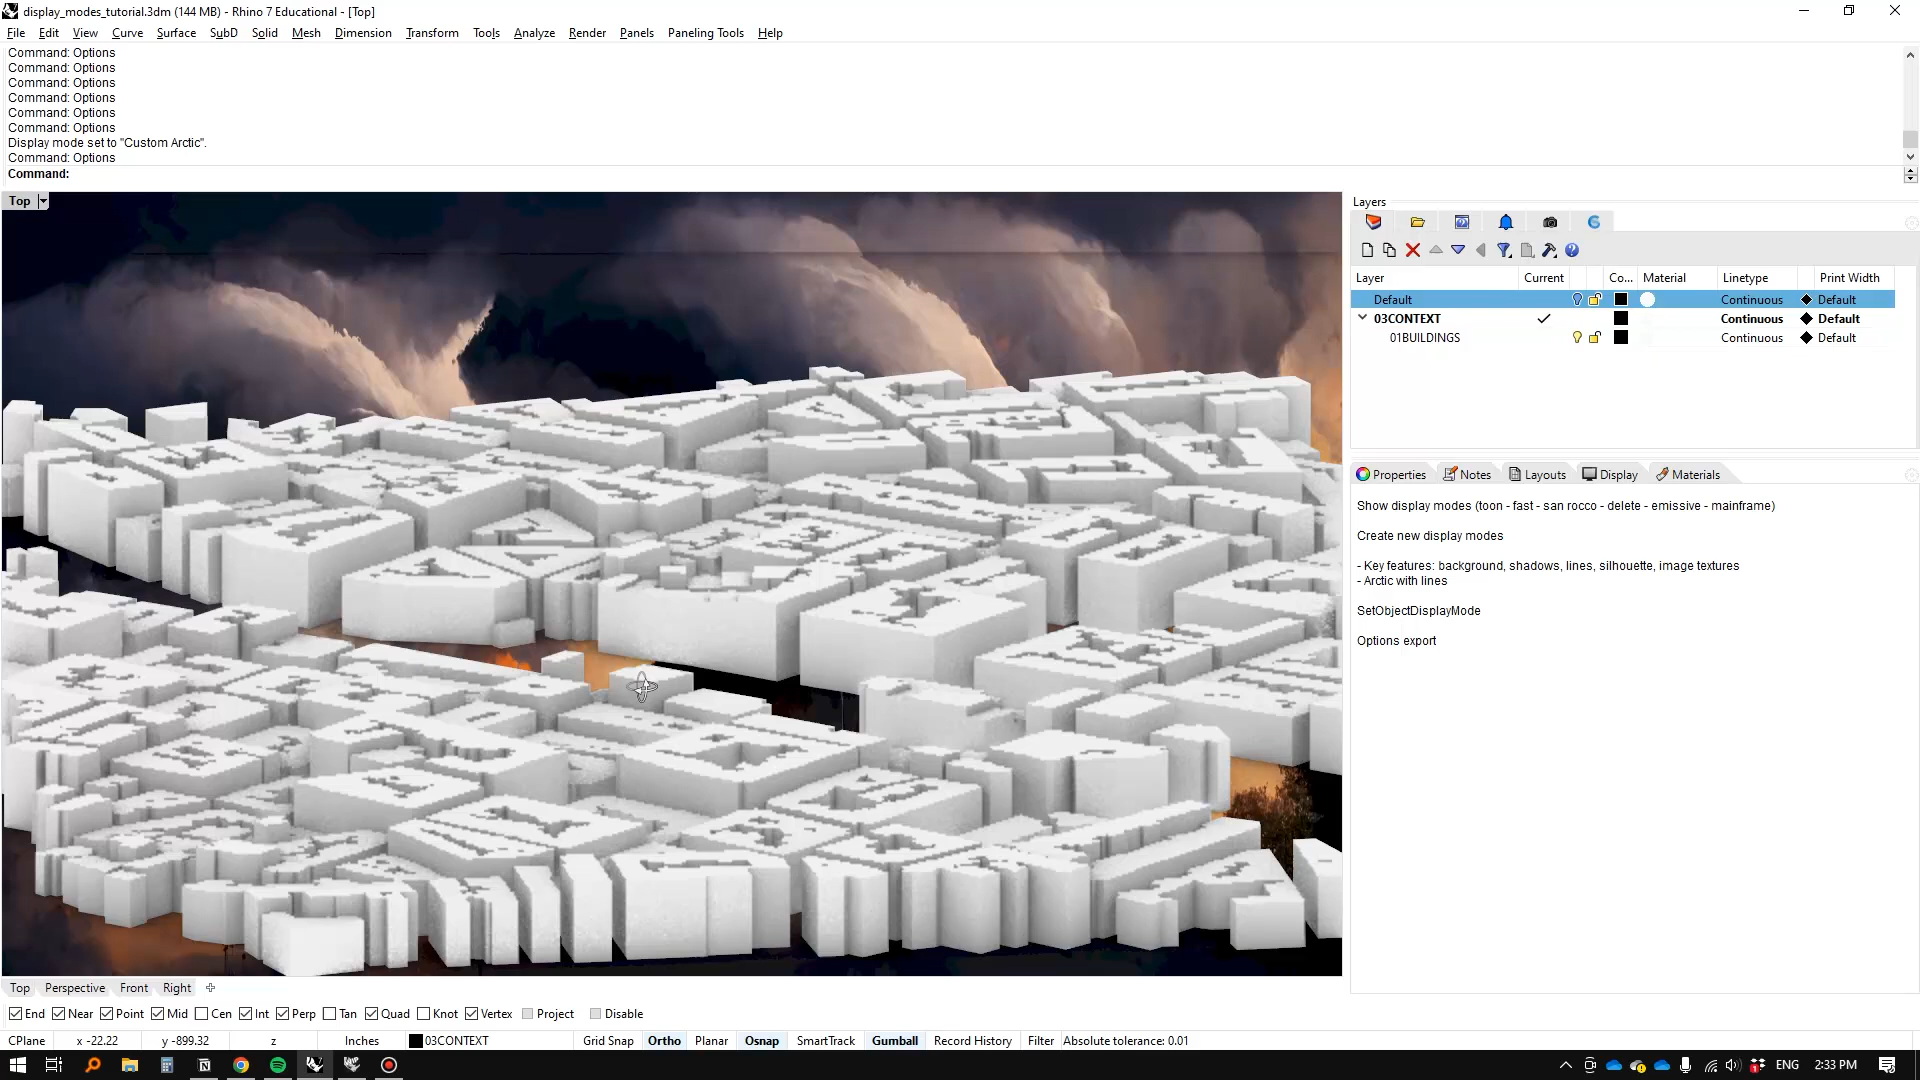 display_modes_tutorial.3dm (144 MB) - Rhino 7 Educational - [Top]
File Edit View Curve Surface SubD Solid Mesh Dimension Transform Tools Analyze Render Panels Paneling Tools Help
Command: Options
Command: Options
Command: Options
Command: Options
Command: Options
Command: Options
Display mode set to "Custom Arctic".
Command: Options
Command:
Top
Layers
Layer Current Co... Material Linetype Print Width
Default Continuous Default
03CONTEXT Continuous Default
01BUILDINGS Continuous Default
Properties Notes Layouts Display Materials
Show display modes (toon - fast - san rocco - delete - emissive - mainframe)
Create new display modes
- Key features: background, shadows, lines, silhouette, image textures
- Arctic with lines
SetObjectDisplayMode
Options export
Top Perspective Front Right
End Near Point Mid Cen Int Perp Tan Quad Knot Vertex Project Disable
CPlane x -22.22 y -899.32 z Inches 03CONTEXT Grid Snap Ortho Planar Osnap SmartTrack Gumball Record History Filter Absolute tolerance: 0.01
ENG 2:33 PM